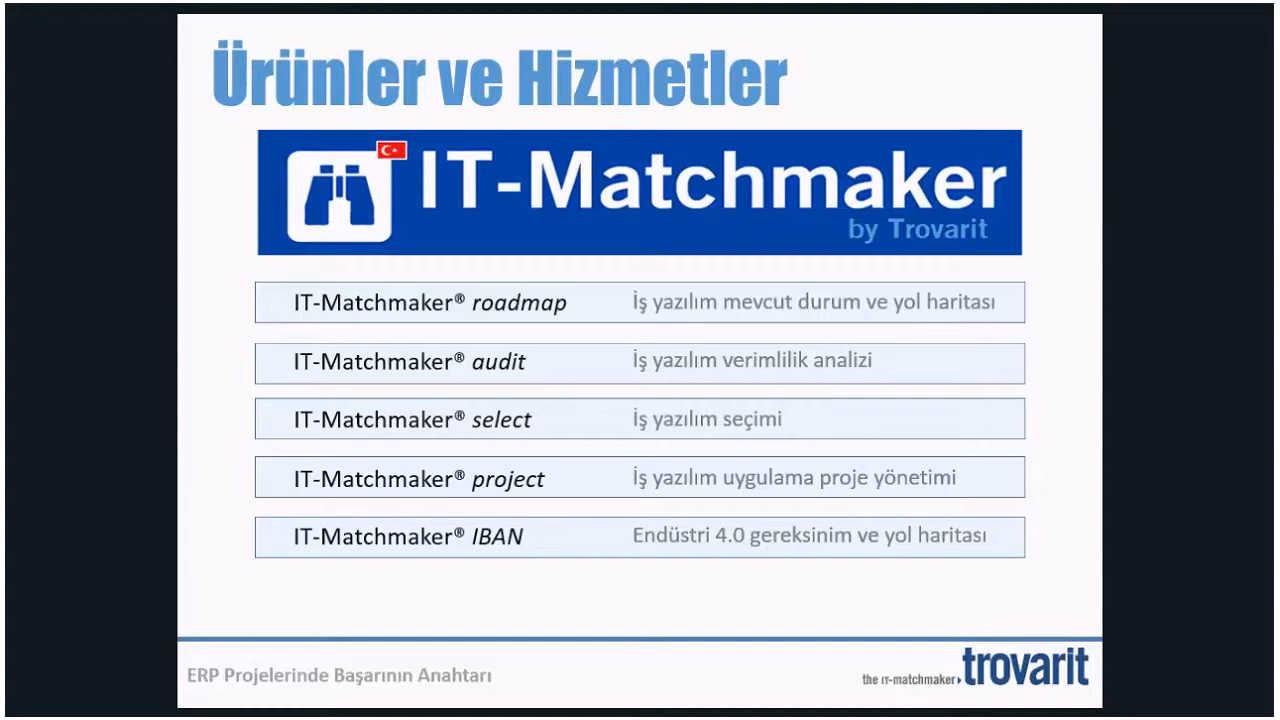 Ürünler ve Hizmetler
IT-Matchmaker
by Trovarit
IT-Matchmaker® roadmap İş yazılım mevcut durum ve yol haritası
IT-Matchmaker® audit İş yazılım verimlilik analizi
IT-Matchmaker® select İş yazılım seçimi
IT-Matchmaker® project İş yazılım uygulama proje yönetimi
IT-Matchmaker® IBAN Endüstri 4.0 gereksinim ve yol haritası
ERP Projelerinde Başarının Anahtarı
the IT-matchmaker trovarit